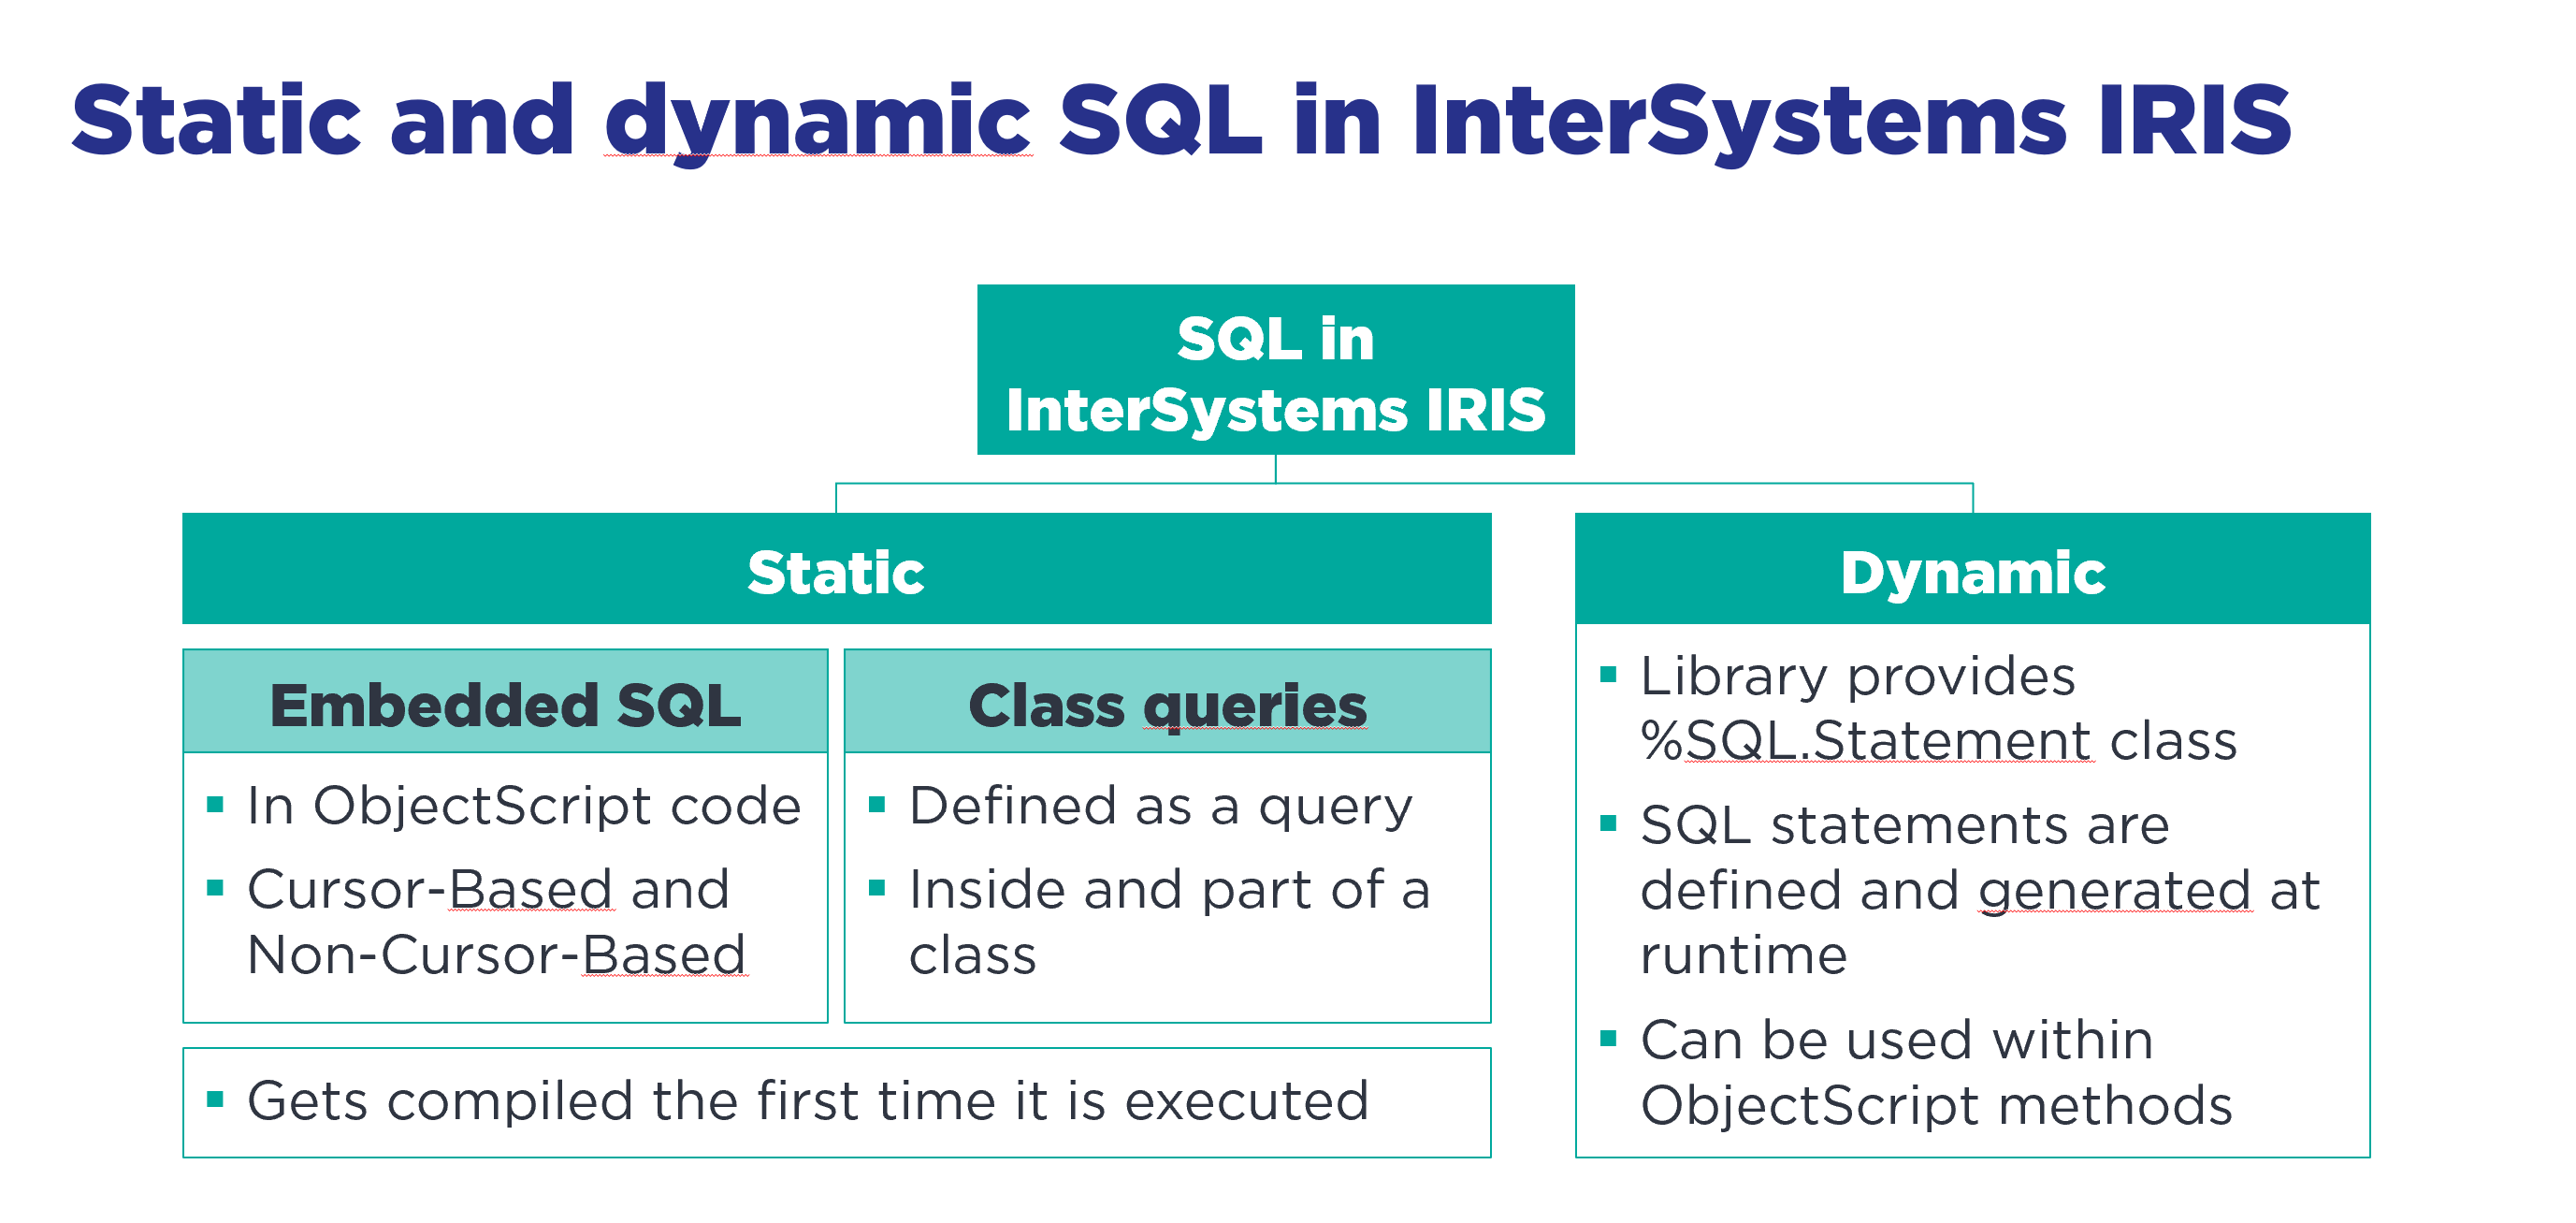 Static and dynamic SQL in InterSystems IRIS
SQL in
InterSystems IRIS
Static
Embedded SQL
▪ In ObjectScript code
▪ Cursor-Based and
Non-Cursor-Based
Class queries
▪ Defined as a query
▪ Inside and part of a
class
▪ Gets compiled the first time it is executed
Dynamic
▪ Library provides
%SQL.Statement class
▪ SQL statements are
defined and generated at
runtime
▪ Can be used within
ObjectScript methods